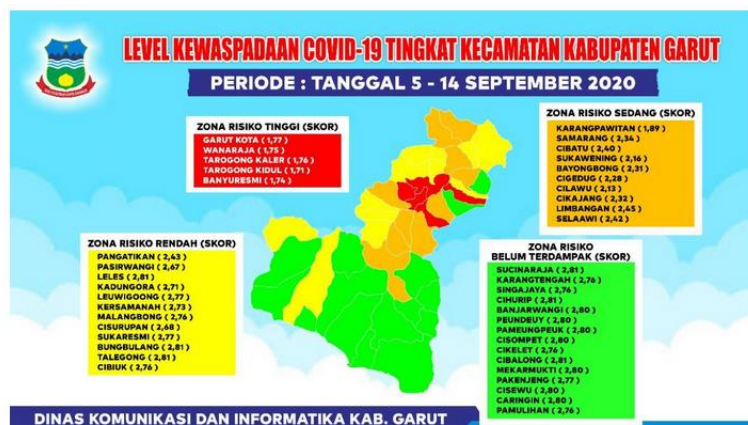 LEVEL KEWASPADAAN COVID-19 TINGKAT KECAMATAN KABUPATEN GARUT
PERIODE : TANGGAL 5 - 14 SEPTEMBER 2020
ZONA RISIKO TINGGI (SKOR)
GARUT KOTA ( 1,77)
WANARAJA ( 1,75)
TAROGONG KALER ( 1,76)
TAROGONG KIDUL ( 1,71)
BANYURESMI ( 1,74)
ZONA RISIKO SEDANG (SKOR)
KARANGPAWITAN ( 1,89)
SAMARANG ( 2,34)
CIBATU ( 2,40)
SUKAWENING ( 2,16)
BAYONGBONG ( 2,31)
CIGEDUG ( 2,28)
CILAWU ( 2,13)
CIKAJANG ( 2,32)
LIMBANGAN ( 2,45)
SELAAWI ( 2,42)
ZONA RISIKO RENDAH (SKOR)
PANGATIKAN ( 2,43)
PASIRWANGI ( 2,67)
LELES ( 2,81)
KADUNGORA ( 2,71)
LEUWIGOONG ( 2,77)
KERSAMANAH ( 2,73)
MALANGBONG ( 2,76)
CISURUPAN ( 2,68)
SUKARESMI ( 2,77)
BUNGBULANG ( 2,81)
TALEGONG ( 2,81)
CIBIUK ( 2,76)
ZONA RISIKO
BELUM TERDAMPAK (SKOR)
SUCINARAJA ( 2,81)
KARANGTENGAH ( 2,76)
SINGAJAYA ( 2,76)
CIHURIP ( 2,81)
BANJARWANGI ( 2,80)
PEUNDEUY ( 2,80)
PAMEUNGPEUK ( 2,80)
CISOMPET ( 2,80)
CIKELET ( 2,76)
CIBALONG ( 2,81)
MEKARMUKTI ( 2,80)
PAKENJENG ( 2,77)
CISEWU ( 2,80)
CARINGIN ( 2,80)
PAMULIHAN ( 2,76)
DINAS KOMUNIKASI DAN INFORMATIKA KAB. GARUT